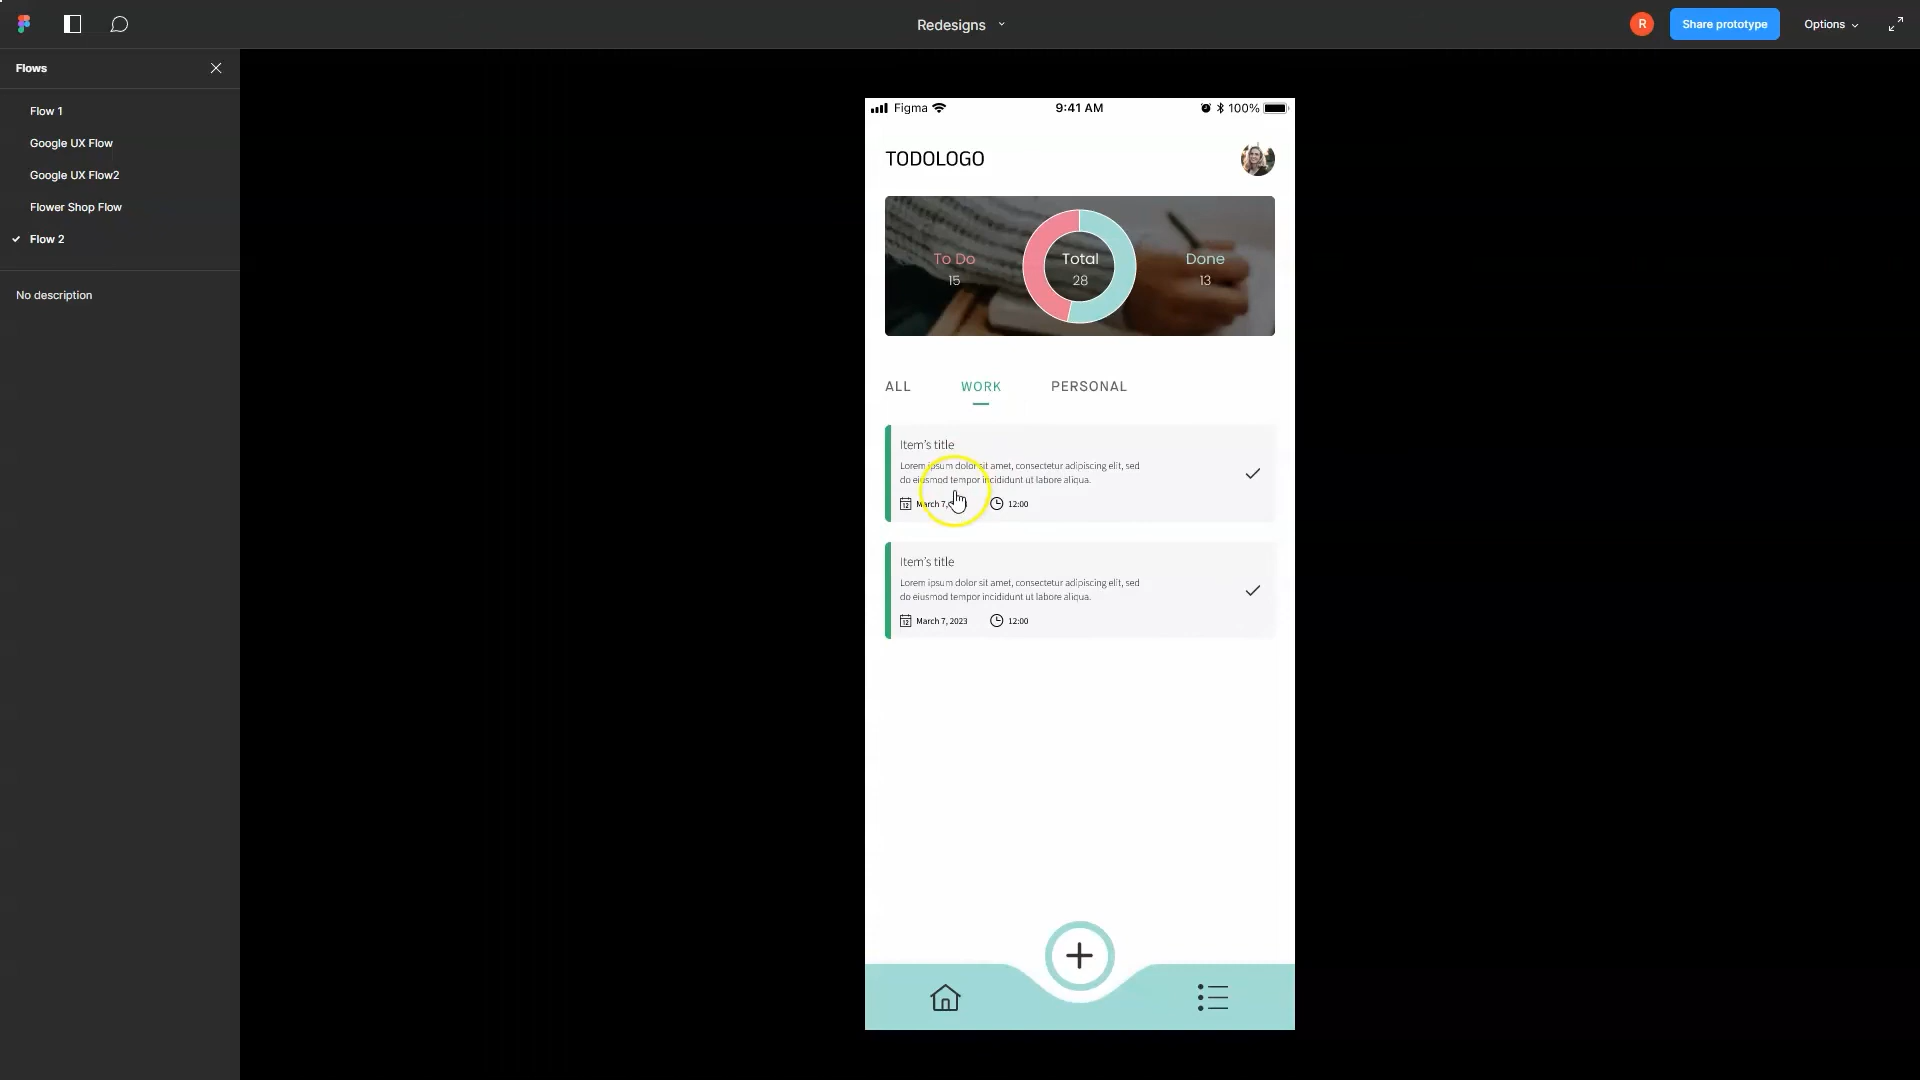 Redesigns
R
Share prototype
Options
Flows
Flow 1
Google UX Flow
Google UX Flow2
Flower Shop Flow
Flow 2
No description
Figma
9:41 AM
100%
TODOLOGO
To Do
15
Total
28
Done
13
ALL
WORK
PERSONAL
Item's title
Lorem ipsum dolor sit amet, consectetur adipiscing elit, sed
do eiusmod tempor incididunt ut labore aliqua.
12
March 7,
12:00
Item's title
Lorem ipsum dolor sit amet, consectetur adipiscing elit, sed
do eiusmod tempor incididunt ut labore aliqua.
12
March 7, 2023
12:00